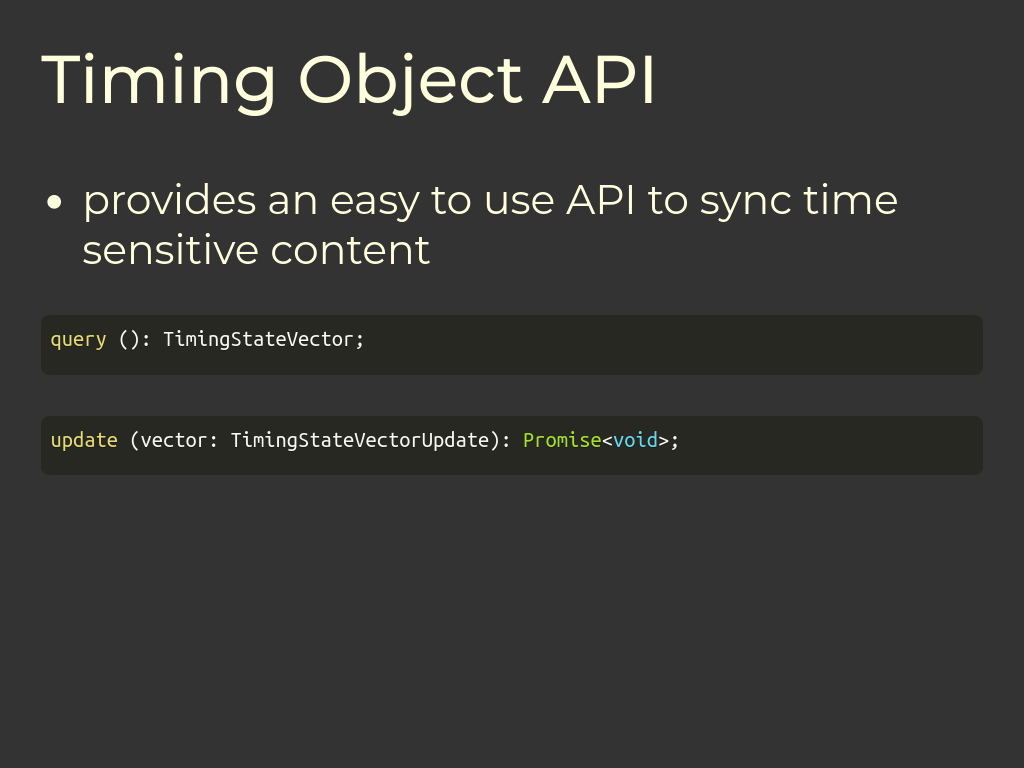 Timing Object API
• provides an easy to use API to sync time
sensitive content
query (): TimingStateVector;
update (vector: TimingStateVectorUpdate): Promise<void>;